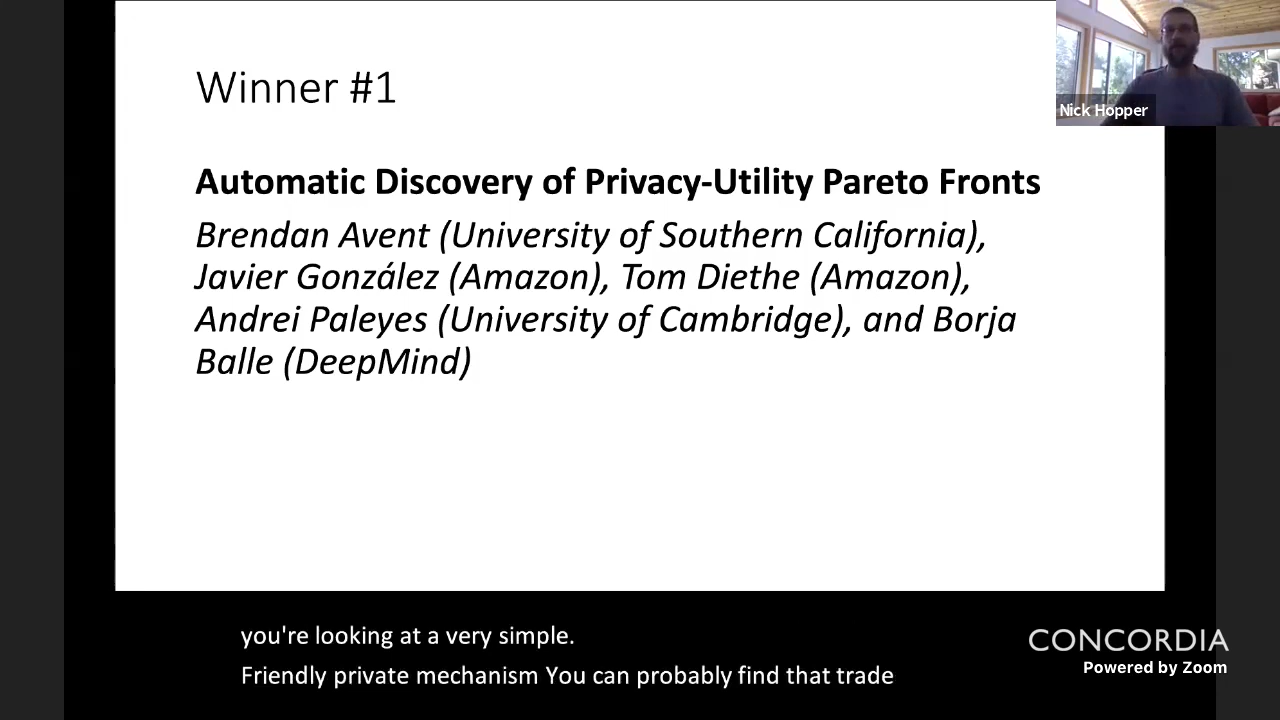 Winner #1
Nick Hopper
Automatic Discovery of Privacy-Utility Pareto Fronts
Brendan Avent (University of Southern California),
Javier González (Amazon), Tom Diethe (Amazon),
Andrei Paleyes (University of Cambridge), and Borja
Balle (DeepMind)
you're looking at a very simple.
Friendly private mechanism You can probably find that trade
CONCORDIA
Powered by Zoom